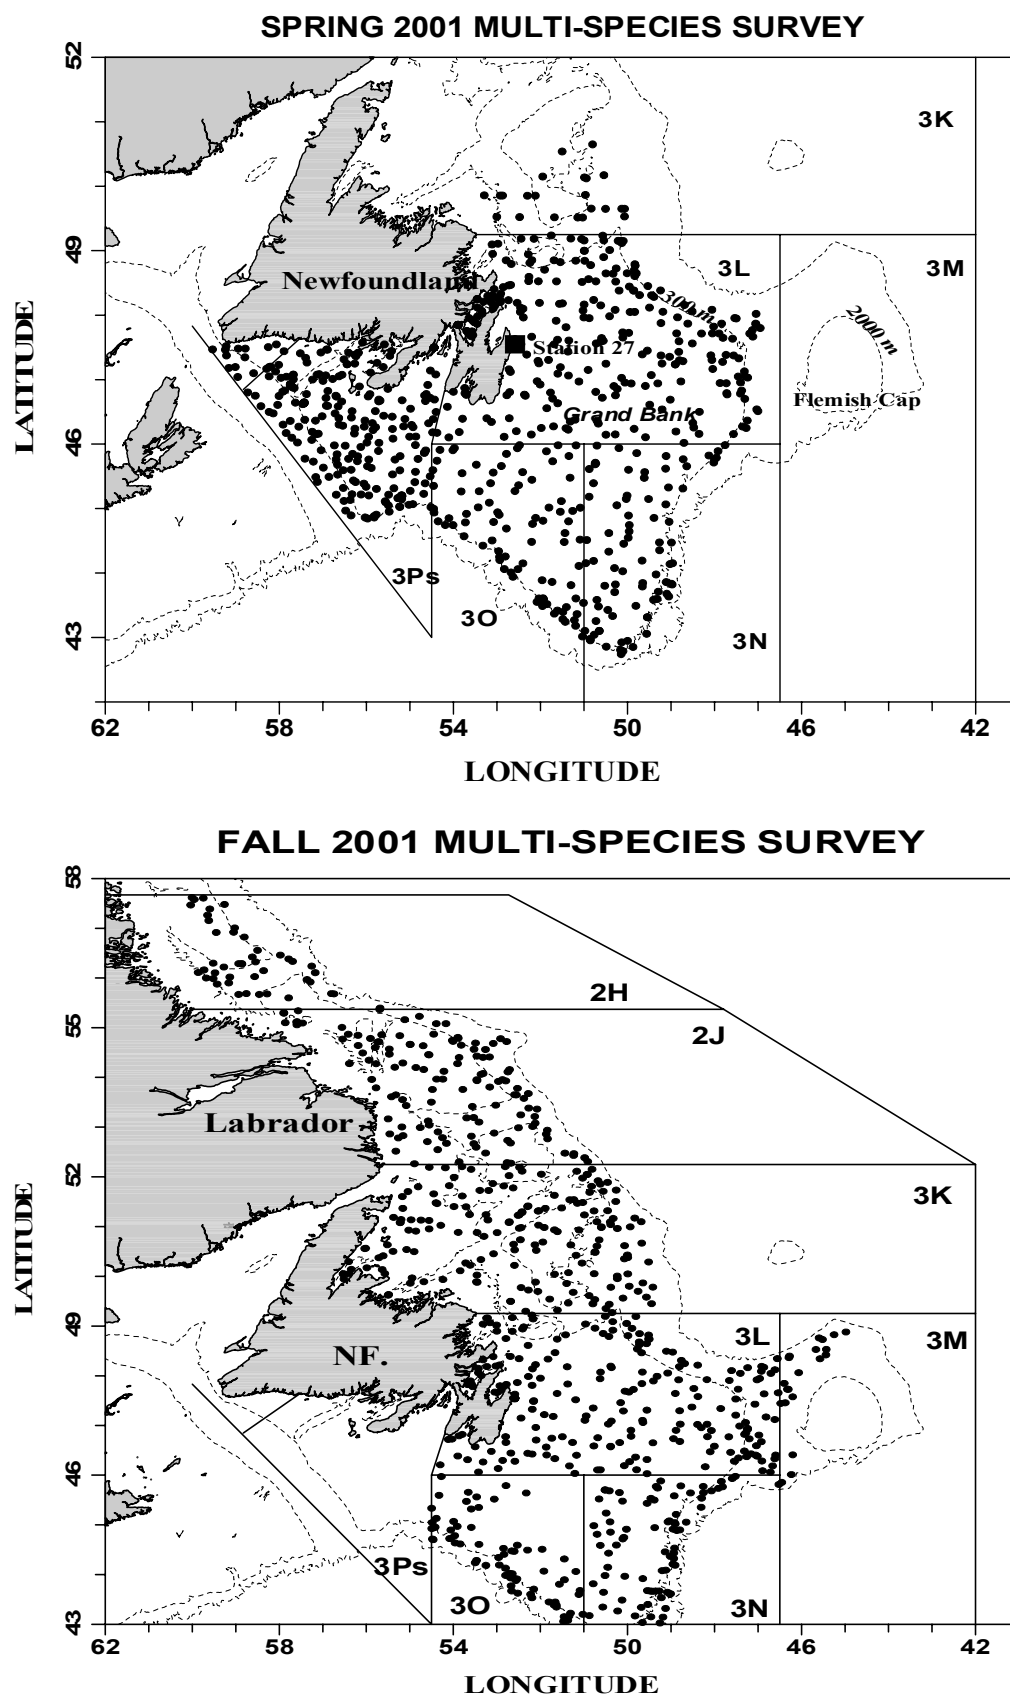 SPRING 2001 MULTI-SPECIES SURVEY
52
3K
49
3L
3M
Newfoundland
300m
2000 m
Station 27
Flemish Cap
Grand Bank
46
3Ps
3O
3N
43
62
58
54
50
46
42
LATITUDE
LONGITUDE
FALL 2001 MULTI-SPECIES SURVEY
58
2H
55
2J
Labrador
52
3K
49
3L
3M
NF.
46
3Ps
3O
3N
43
62
58
54
50
46
42
LATITUDE
LONGITUDE